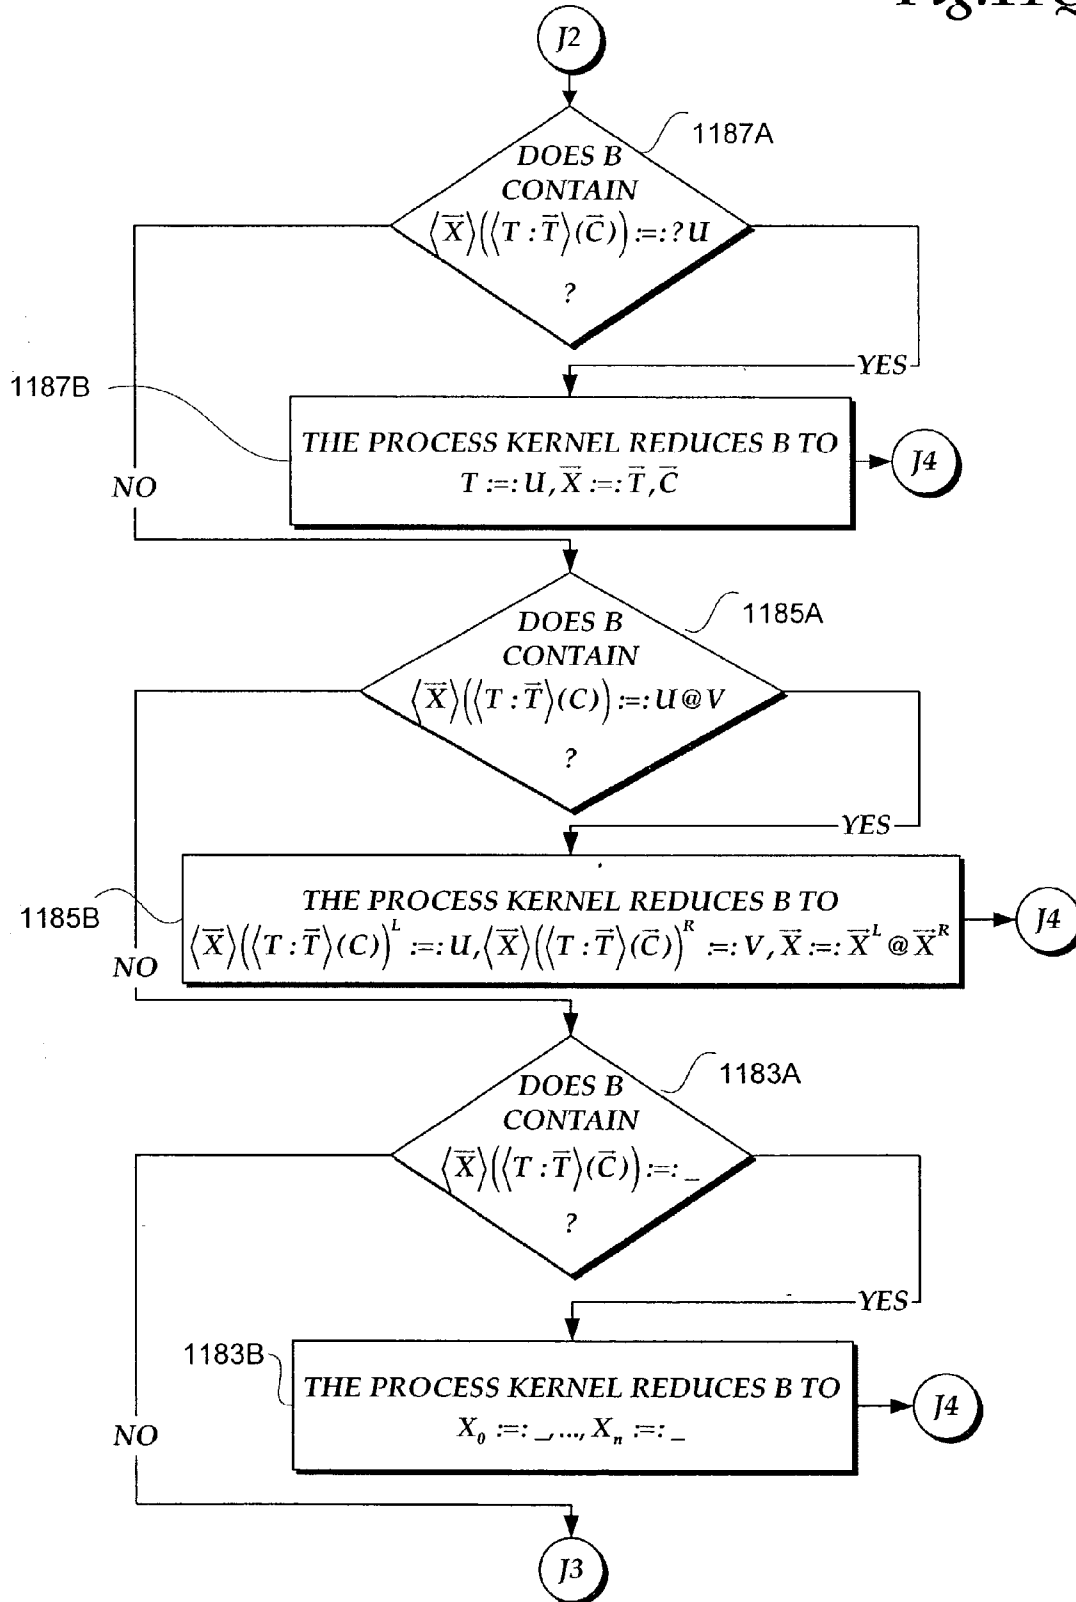 Fig.11Q
J2
1187A
DOES B
CONTAIN
⟨X̅⟩(⟨T : T̅⟩(C̅)) :=: ? U
?
YES
1187B
THE PROCESS KERNEL REDUCES B TO
T :=: U, X̅ :=: T̅, C̅
J4
NO
1185A
DOES B
CONTAIN
⟨X̅⟩(⟨T : T̅⟩(C)) :=: U @ V
?
YES
1185B
THE PROCESS KERNEL REDUCES B TO
⟨X̅⟩(⟨T : T̅⟩(C))ᴸ :=: U, ⟨X̅⟩(⟨T : T̅⟩(C̅))ᴿ :=: V, X̅ :=: X̅ᴸ @ X̅ᴿ
J4
NO
1183A
DOES B
CONTAIN
⟨X̅⟩(⟨T : T̅⟩(C̅)) :=: _
?
YES
1183B
THE PROCESS KERNEL REDUCES B TO
X₀ :=: _, ..., Xₙ :=: _
J4
NO
J3